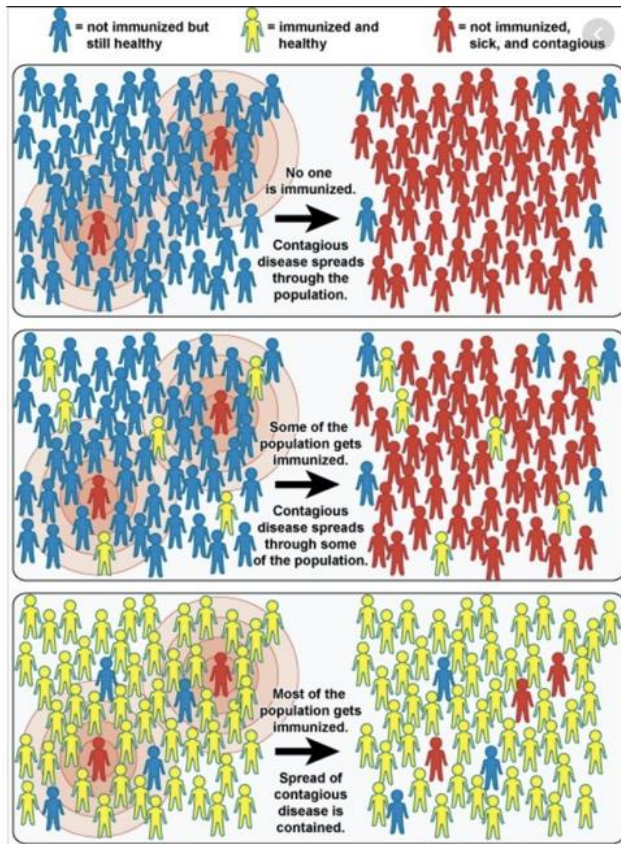 = not immunized but
still healthy
= immunized and
healthy
= not immunized,
sick, and contagious
No one
is immunized.
Contagious
disease spreads
through the
population.
Some of the
population gets
immunized.
Contagious
disease spreads
through some
of the population.
Most of the
population gets
immunized.
Spread of
contagious
disease is
contained.